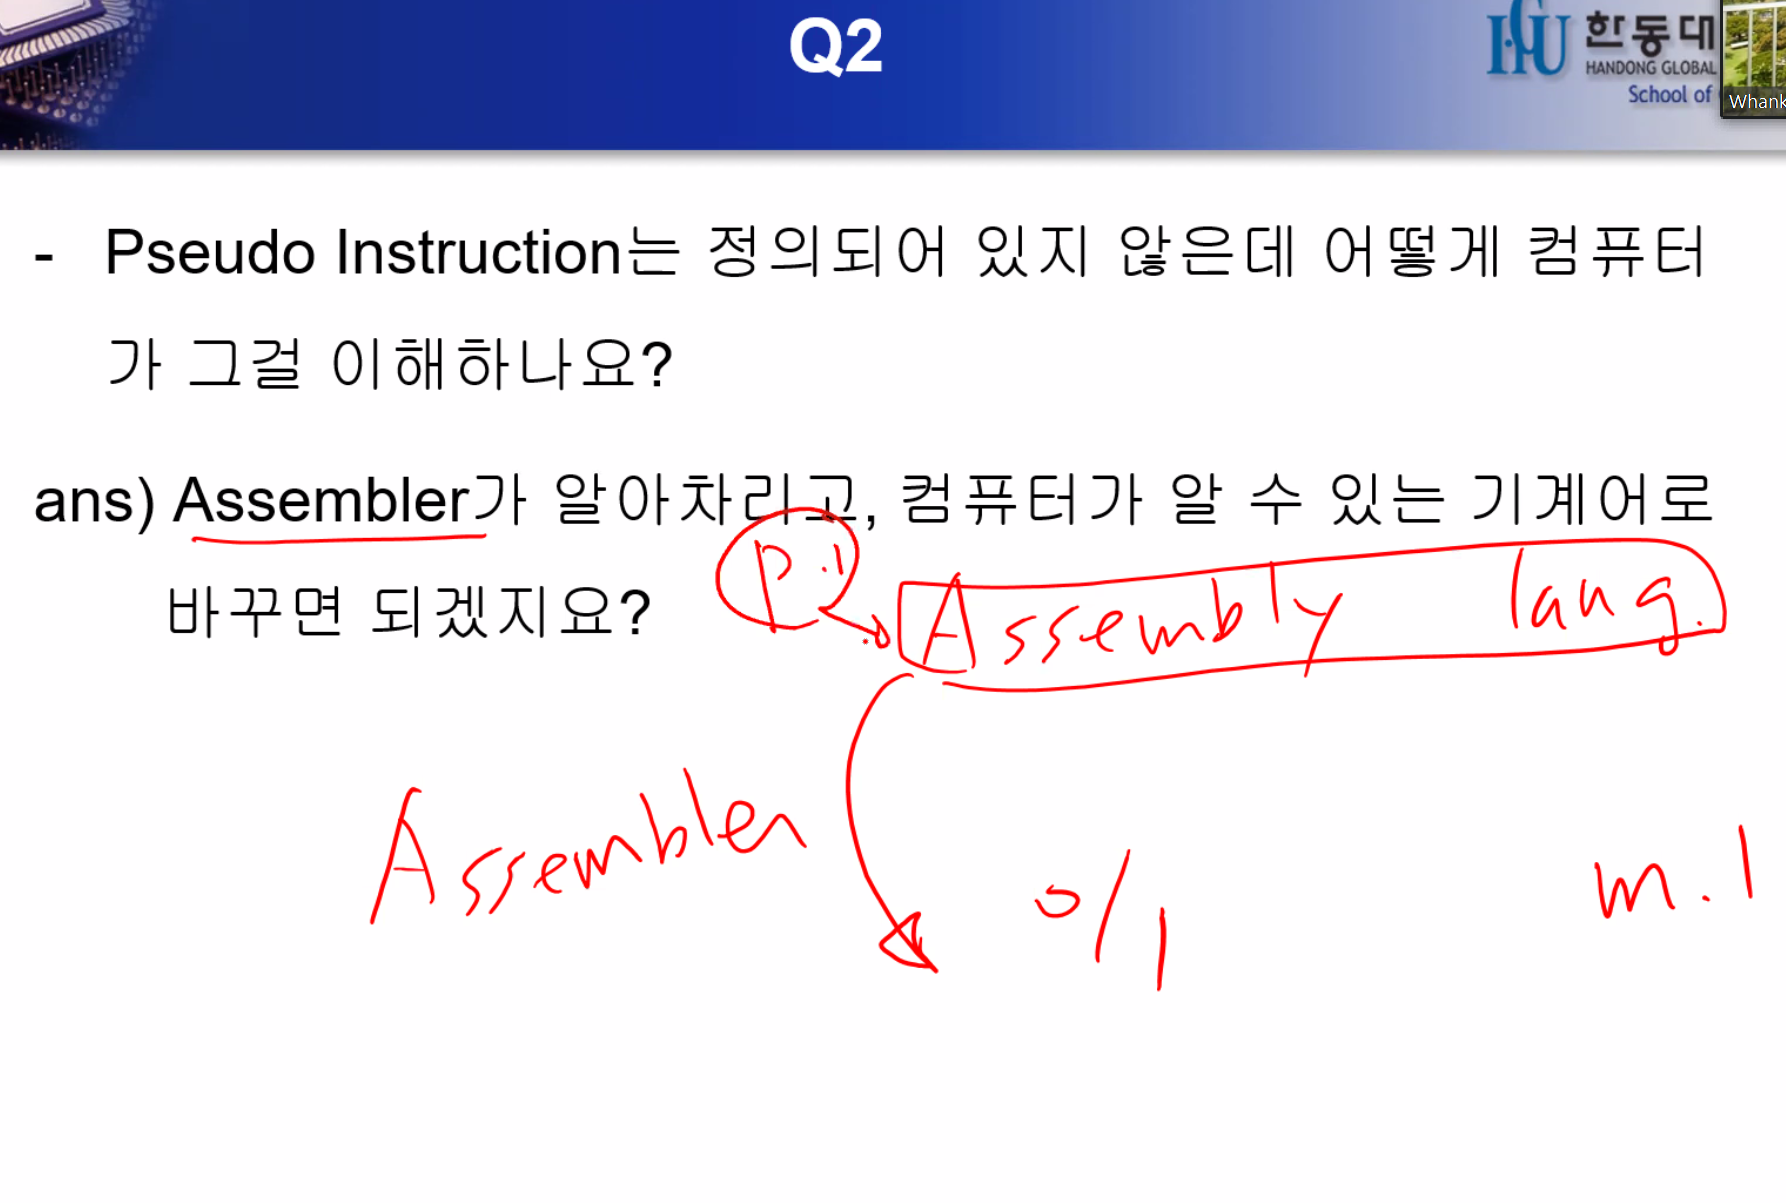 Q2
한동대
HANDONG GLOBAL
School of
Whank
- Pseudo Instruction는 정의되어 있지 않은데 어떻게 컴퓨터
가 그걸 이해하나요?
ans) Assembler가 알아차리고, 컴퓨터가 알 수 있는 기계어로
바꾸면 되겠지요?
P.I
Assembly lang.
Assembler
0/1
m.l